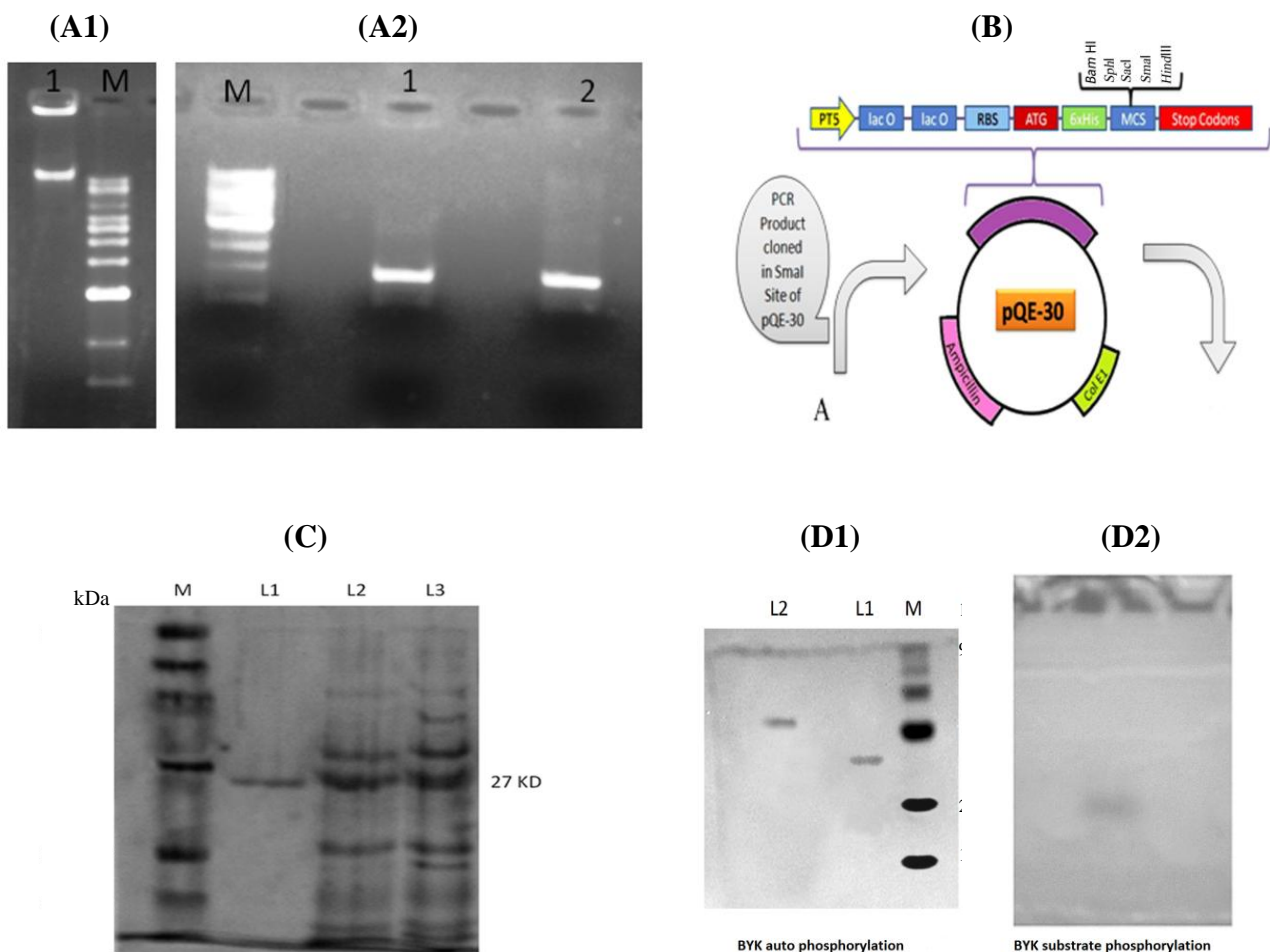 (A1)
1 M
(A2)
M 1 2
(B)
Bam HI
SphI
SacI
SmaI
HindIII
PT5 lac O lac O RBS ATG 6xHis MCS Stop Codons
PCR
Product
cloned
in SmaI
Site of
pQE-30
pQE-30
Ampicillin
Col E1
A
(C)
kDa
M L1 L2 L3
27 KD
(D1)
L2 L1 M
BYK auto phosphorylation
(D2)
BYK substrate phosphorylation